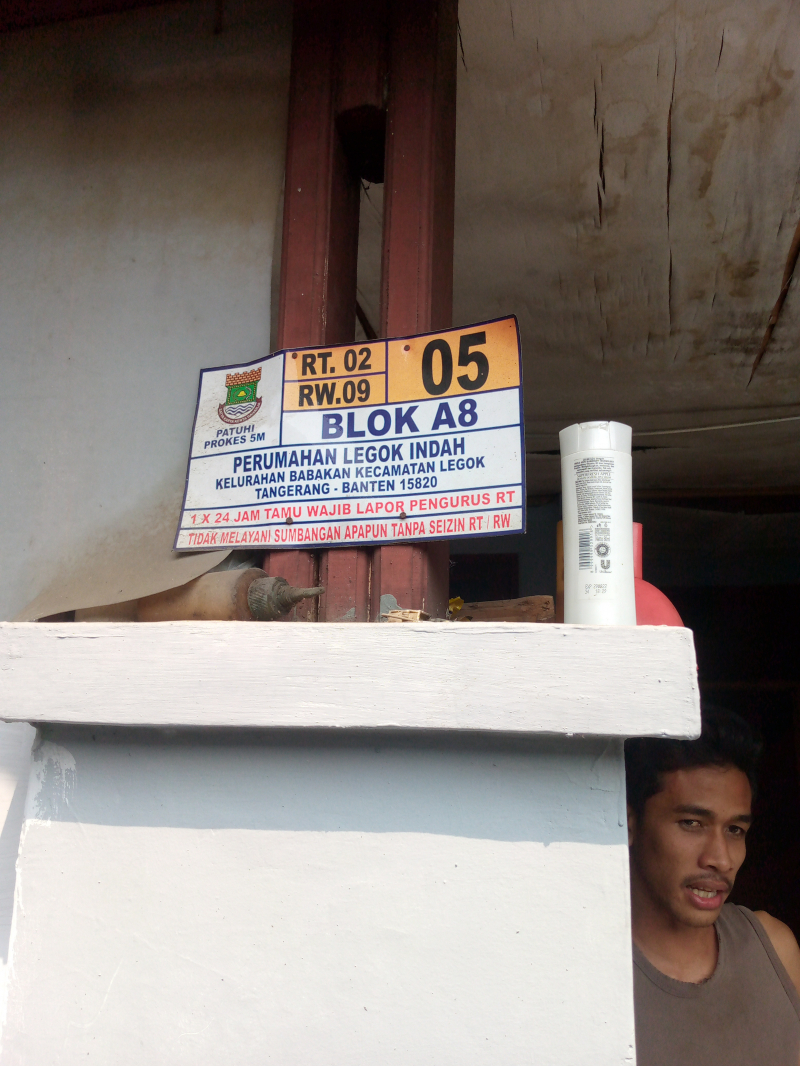 RT. 02
RW.09
05
PATUHI
PROKES 5M
BLOK A8
PERUMAHAN LEGOK INDAH
KELURAHAN BABAKAN KECAMATAN LEGOK
TANGERANG - BANTEN 15820
1 X 24 JAM TAMU WAJIB LAPOR PENGURUS RT
TIDAK MELAYANI SUMBANGAN APAPUN TANPA SEIZIN RT / RW